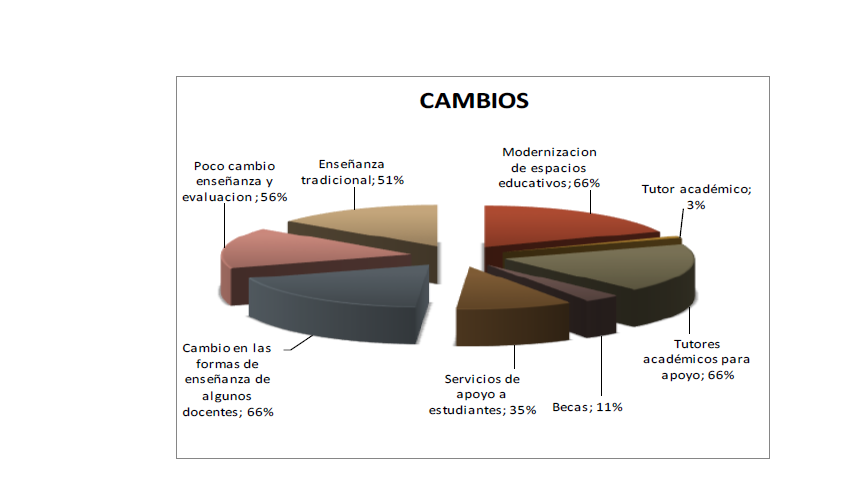 CAMBIOS
Modernizacion
de espacios
educativos; 66%
Tutor académico;
3%
Tutores
académicos para
apoyo; 66%
Becas; 11%
Servicios de
apoyo a
estudiantes; 35%
Cambio en las
formas de
enseñanza de
algunos
docentes; 66%
Poco cambio
enseñanza y
evaluacion ; 56%
Enseñanza
tradicional; 51%